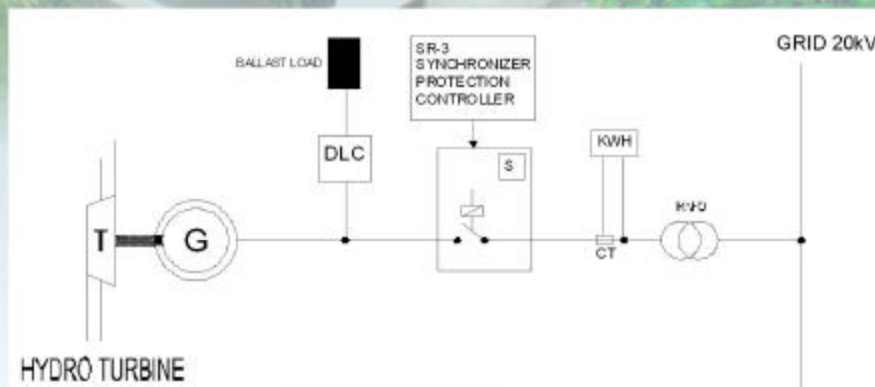 GRID 20kV
BALLAST LOAD
SR-3
SYNCHRONIZER
PROTECTION
CONTROLLER
DLC
S
KWH
T
G
CT
HYDRO TURBINE